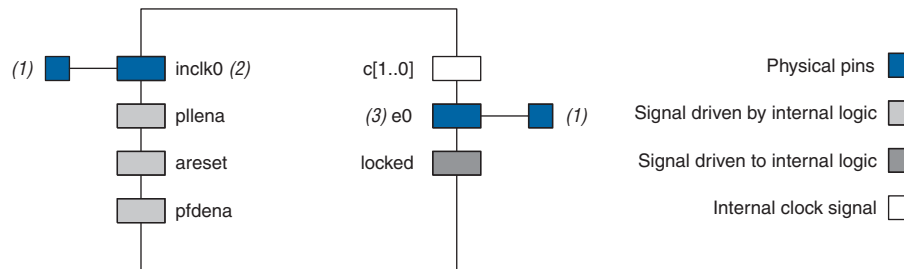 (1)
inclk0 (2)
pllena
areset
pfdena
c[1..0]
(3) e0
(1)
locked
Physical pins
Signal driven by internal logic
Signal driven to internal logic
Internal clock signal